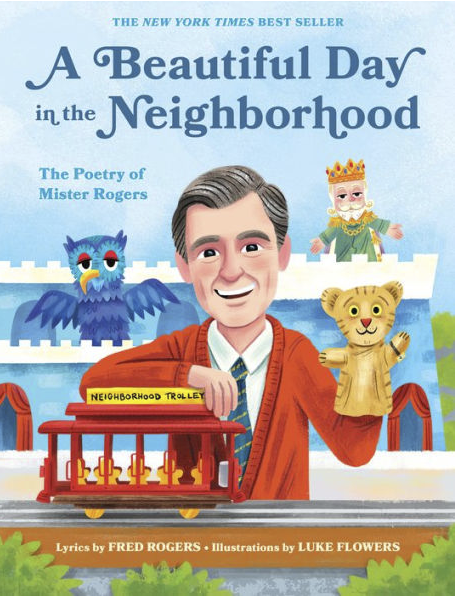 THE NEW YORK TIMES BEST SELLER
A Beautiful Day
in the Neighborhood
The Poetry of
Mister Rogers
NEIGHBORHOOD TROLLEY
Lyrics by FRED ROGERS • Illustrations by LUKE FLOWERS